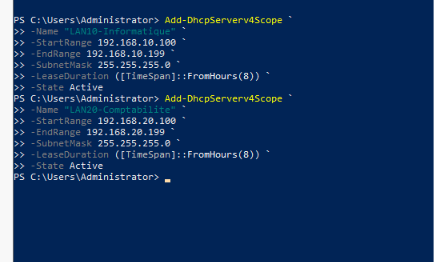 PS C:\Users\Administrator> Add-DhcpServerv4Scope `
>> -Name "LAN10-Informatique" `
>> -StartRange 192.168.10.100 `
>> -EndRange 192.168.10.199 `
>> -SubnetMask 255.255.255.0 `
>> -LeaseDuration ([TimeSpan]::FromHours(8)) `
>> -State Active
PS C:\Users\Administrator> Add-DhcpServerv4Scope `
>> -Name "LAN20-Comptabilite" `
>> -StartRange 192.168.20.100 `
>> -EndRange 192.168.20.199 `
>> -SubnetMask 255.255.255.0 `
>> -LeaseDuration ([TimeSpan]::FromHours(8)) `
>> -State Active
PS C:\Users\Administrator> _